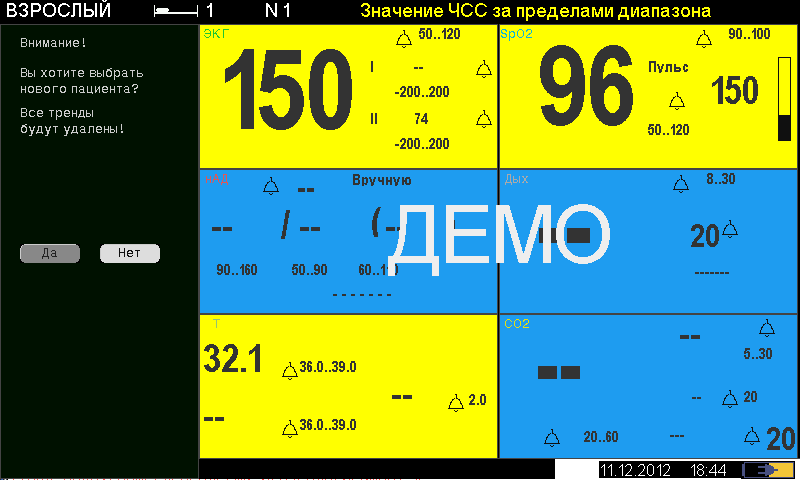 ВЗРОСЛЫЙ 1 N 1 Значение ЧСС за пределами диапазона
Внимание!
Вы хотите выбрать
нового пациента?
Все тренды
будут удалены!
Да Нет
ЭКГ 50..120
150
I --
-200..200
II 74
-200..200
SpO2 90..100
96
Пульс 150
50..120
нАД -- Вручную
-- / -- (--
90..160 50..90
-------
Дых 8..30
--
20
-------
ДЕМО
T
32.1 36.0..39.0
-- 2.0
-- 36.0..39.0
CO2 --
5..30
--
-- 20
20..60 --- 20
11.12.2012 18:44